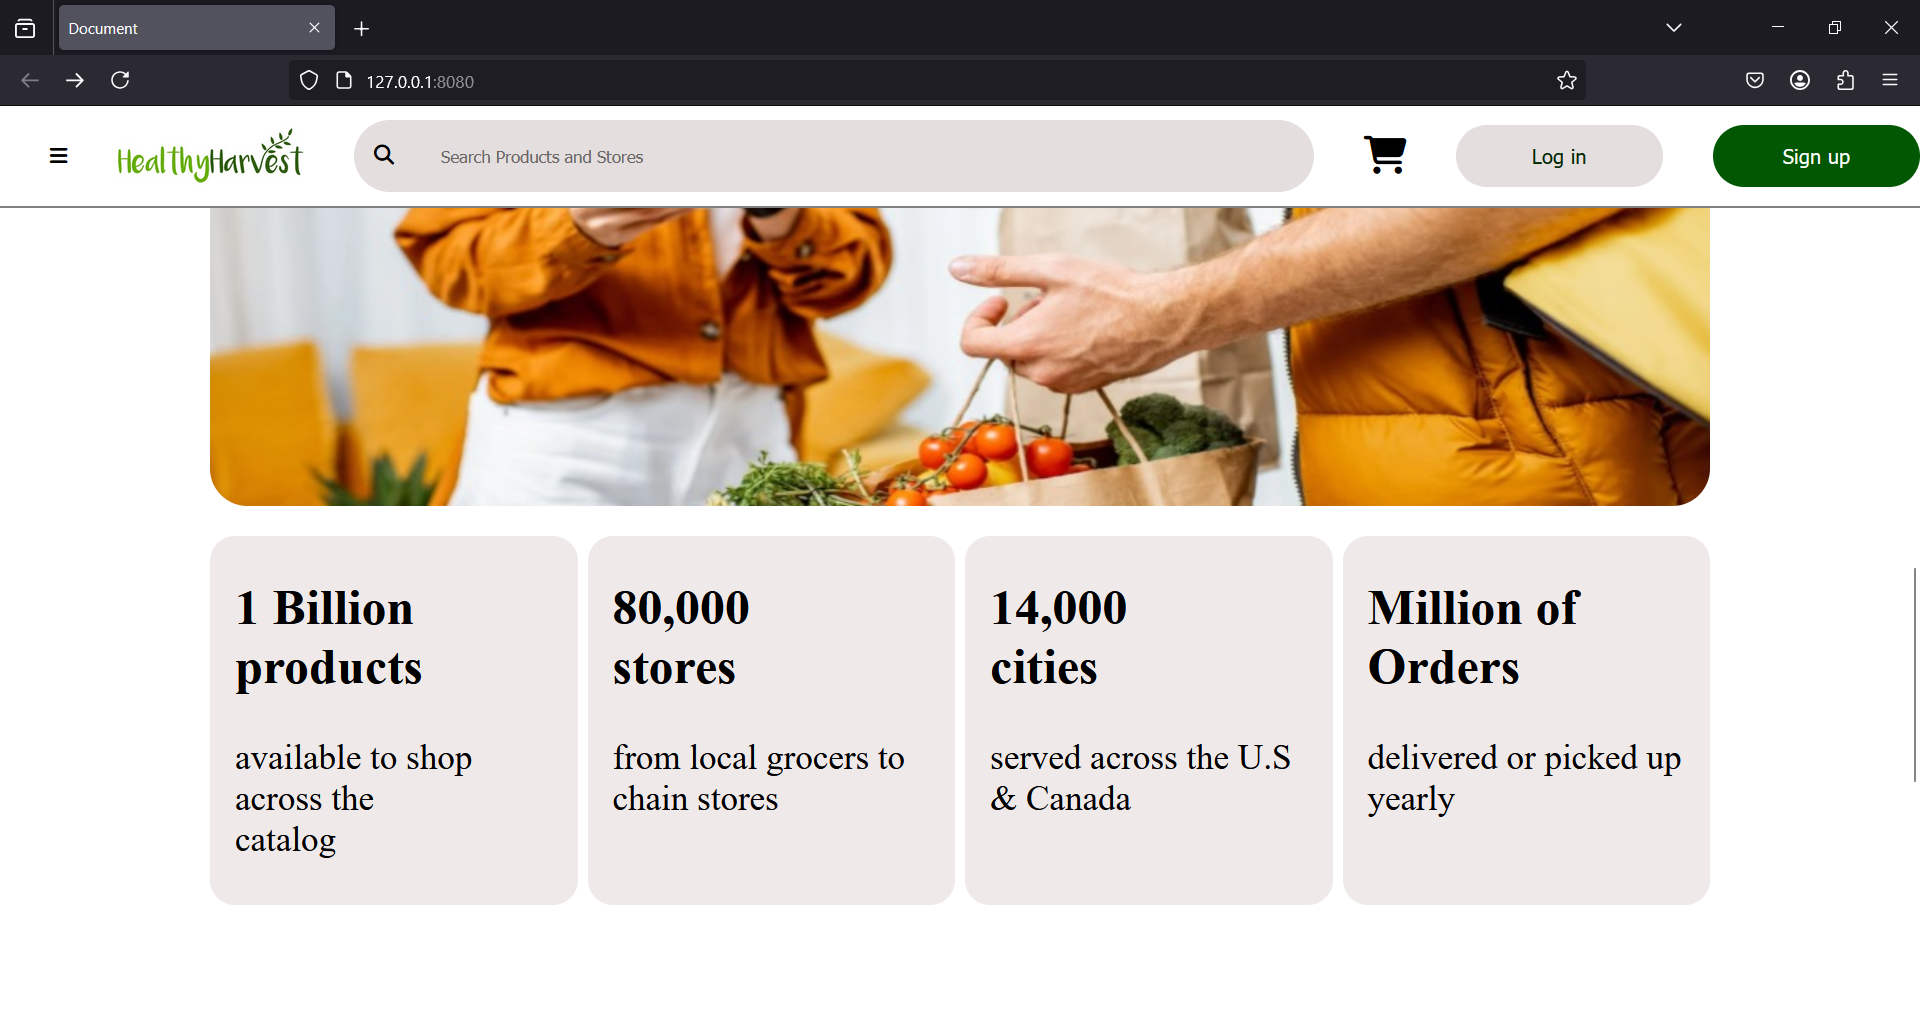 Document
127.0.0.1:8080
HealthyHarvest
Search Products and Stores
Log in
Sign up
1 Billion
products
available to shop
across the
catalog
80,000
stores
from local grocers to
chain stores
14,000
cities
served across the U.S
& Canada
Million of
Orders
delivered or picked up
yearly